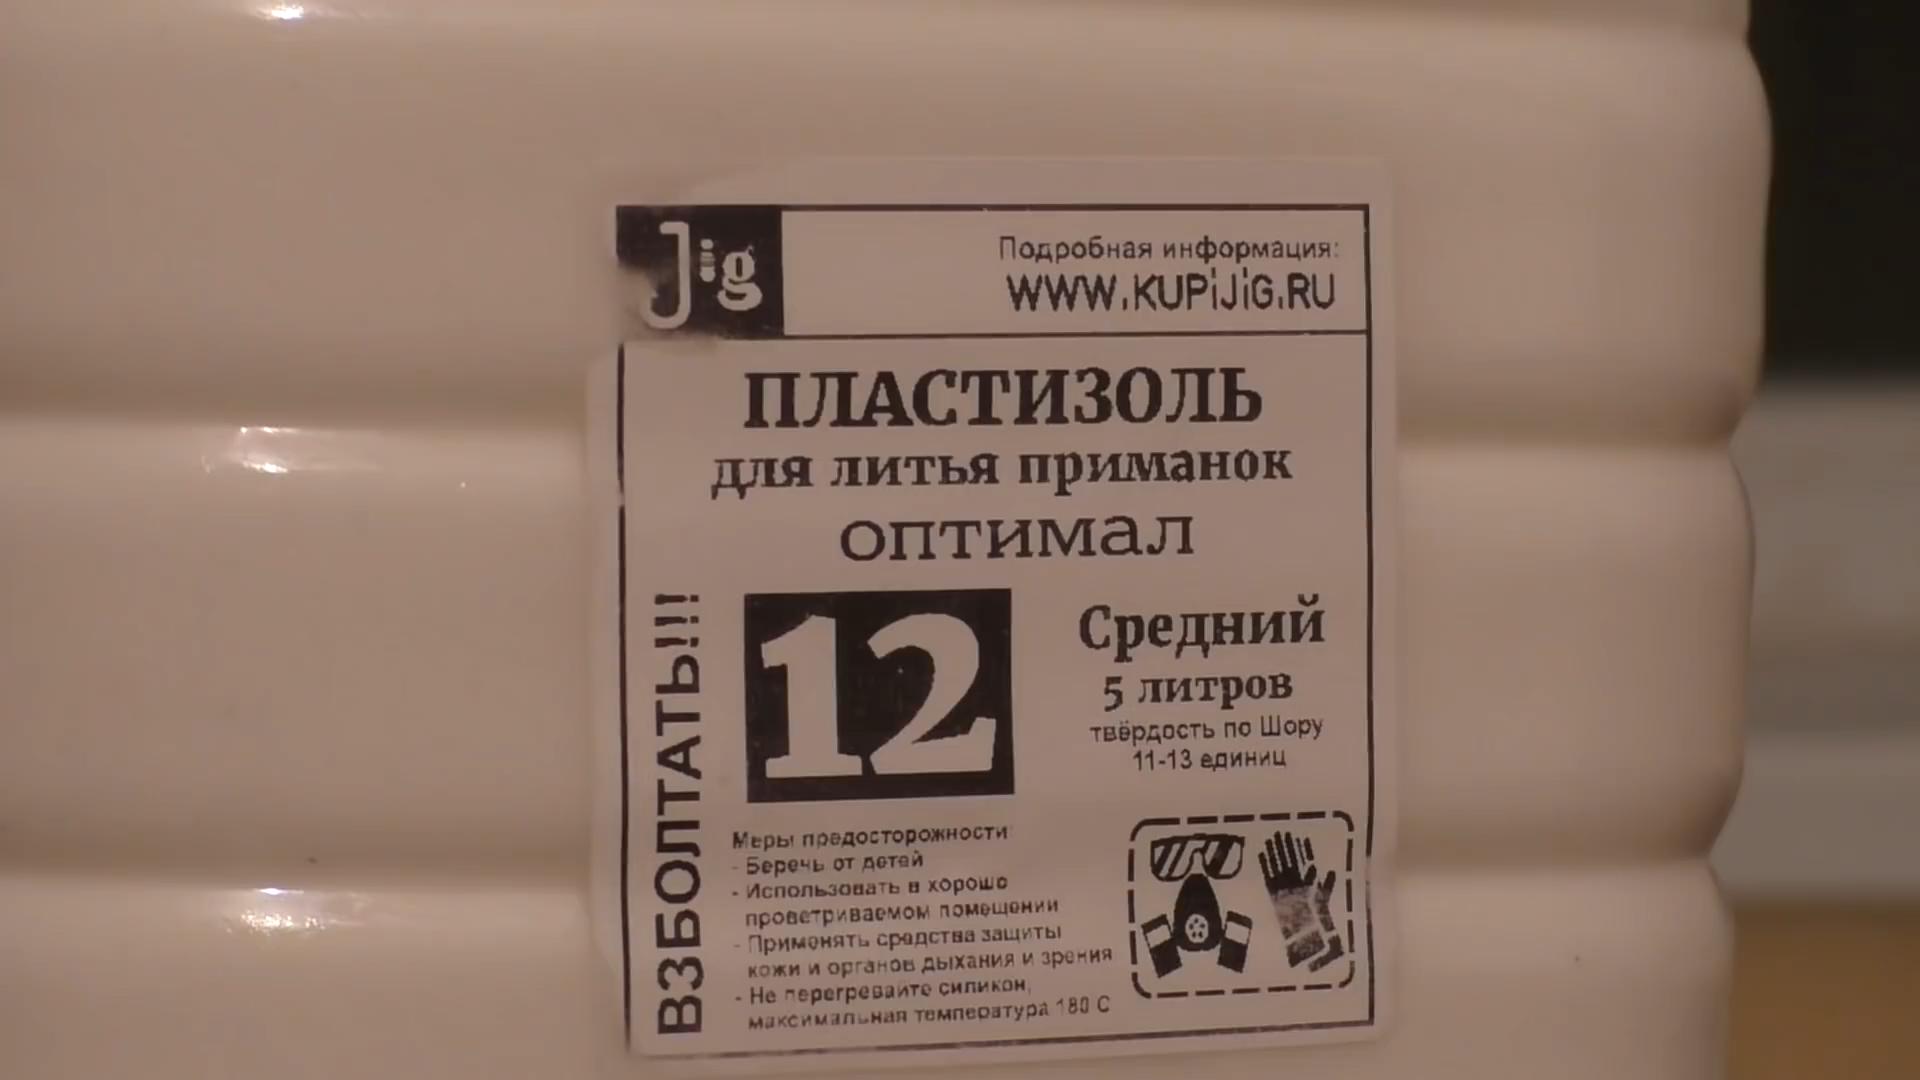 Jig
Подробная информация:
WWW.KUPiJiG.RU
ПЛАСТИЗОЛЬ
для литья приманок
оптимал
ВЗБОЛТАТЬ!!!
12
Средний
5 литров
твёрдость по Шору
11-13 единиц
Меры предосторожности:
- Беречь от детей
- Использовать в хорошо
проветриваемом помещении
- Применять средства защиты
кожи и органов дыхания и зрения
- Не перегревайте силикон,
максимальная температура 180 С